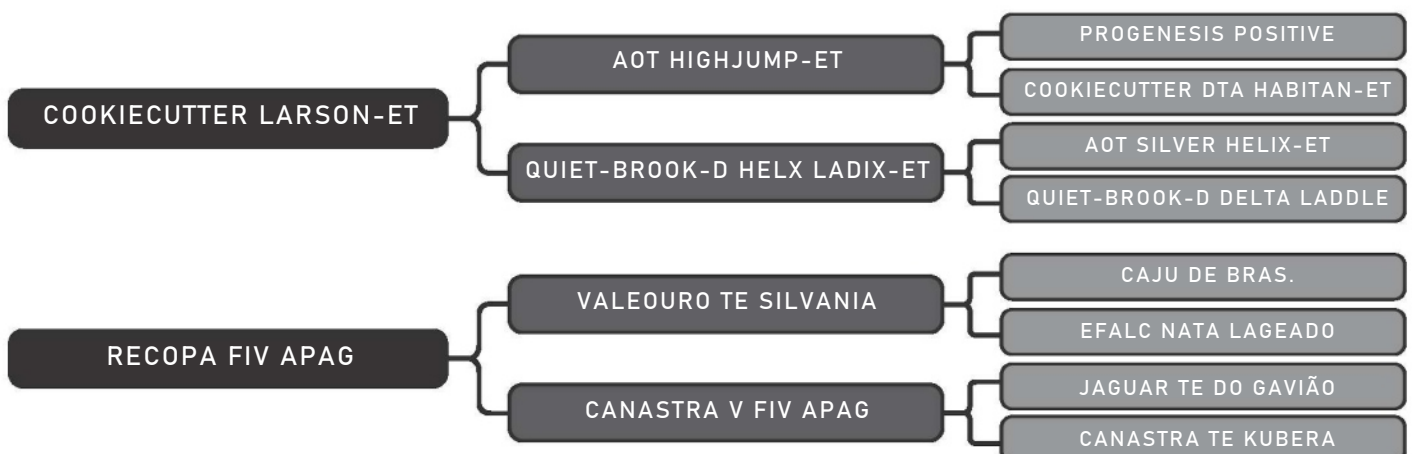 PROGENESIS POSITIVE
AOT HIGHJUMP-ET
COOKIECUTTER DTA HABITAN-ET
COOKIECUTTER LARSON-ET
AOT SILVER HELIX-ET
QUIET-BROOK-D HELX LADIX-ET
QUIET-BROOK-D DELTA LADDLE
CAJU DE BRAS.
VALEOURO TE SILVANIA
EFALC NATA LAGEADO
RECOPA FIV APAG
JAGUAR TE DO GAVIÃO
CANASTRA V FIV APAG
CANASTRA TE KUBERA